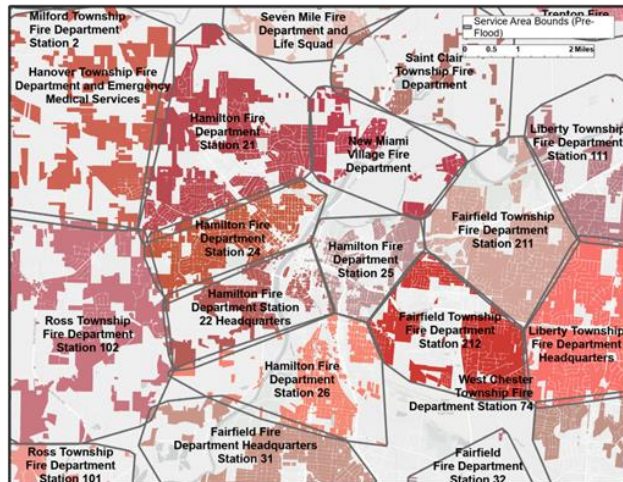 Milford Township
Fire Department
Station 2
Seven Mile Fire
Department and
Life Squad
Trenton Fire
Service Area Bounds (Pre-
Flood)
0 0.5 1 2 Miles
Hanover Township Fire
Department and Emergency
Medical Services
Saint Clair
Township Fire
Department
Hamilton Fire
Department
Station 21
New Miami
Village Fire
Department
Liberty Township
Fire Department
Station 111
Hamilton Fire
Department
Station 24
Hamilton Fire
Department
Station 25
Fairfield Township
Fire Department
Station 211
Hamilton Fire
Department Station
22 Headquarters
Ross Township
Fire Department
Station 102
Fairfield Township
Fire Department
Station 212
Liberty Township
Fire Department
Headquarters
Hamilton Fire
Department
Station 26
West Chester
Township Fire
Department Station 74
Fairfield Fire
Department Headquarters
Station 31
Ross Township
Fire Department
Station 101
Fairfield
Fire Department
Station 32